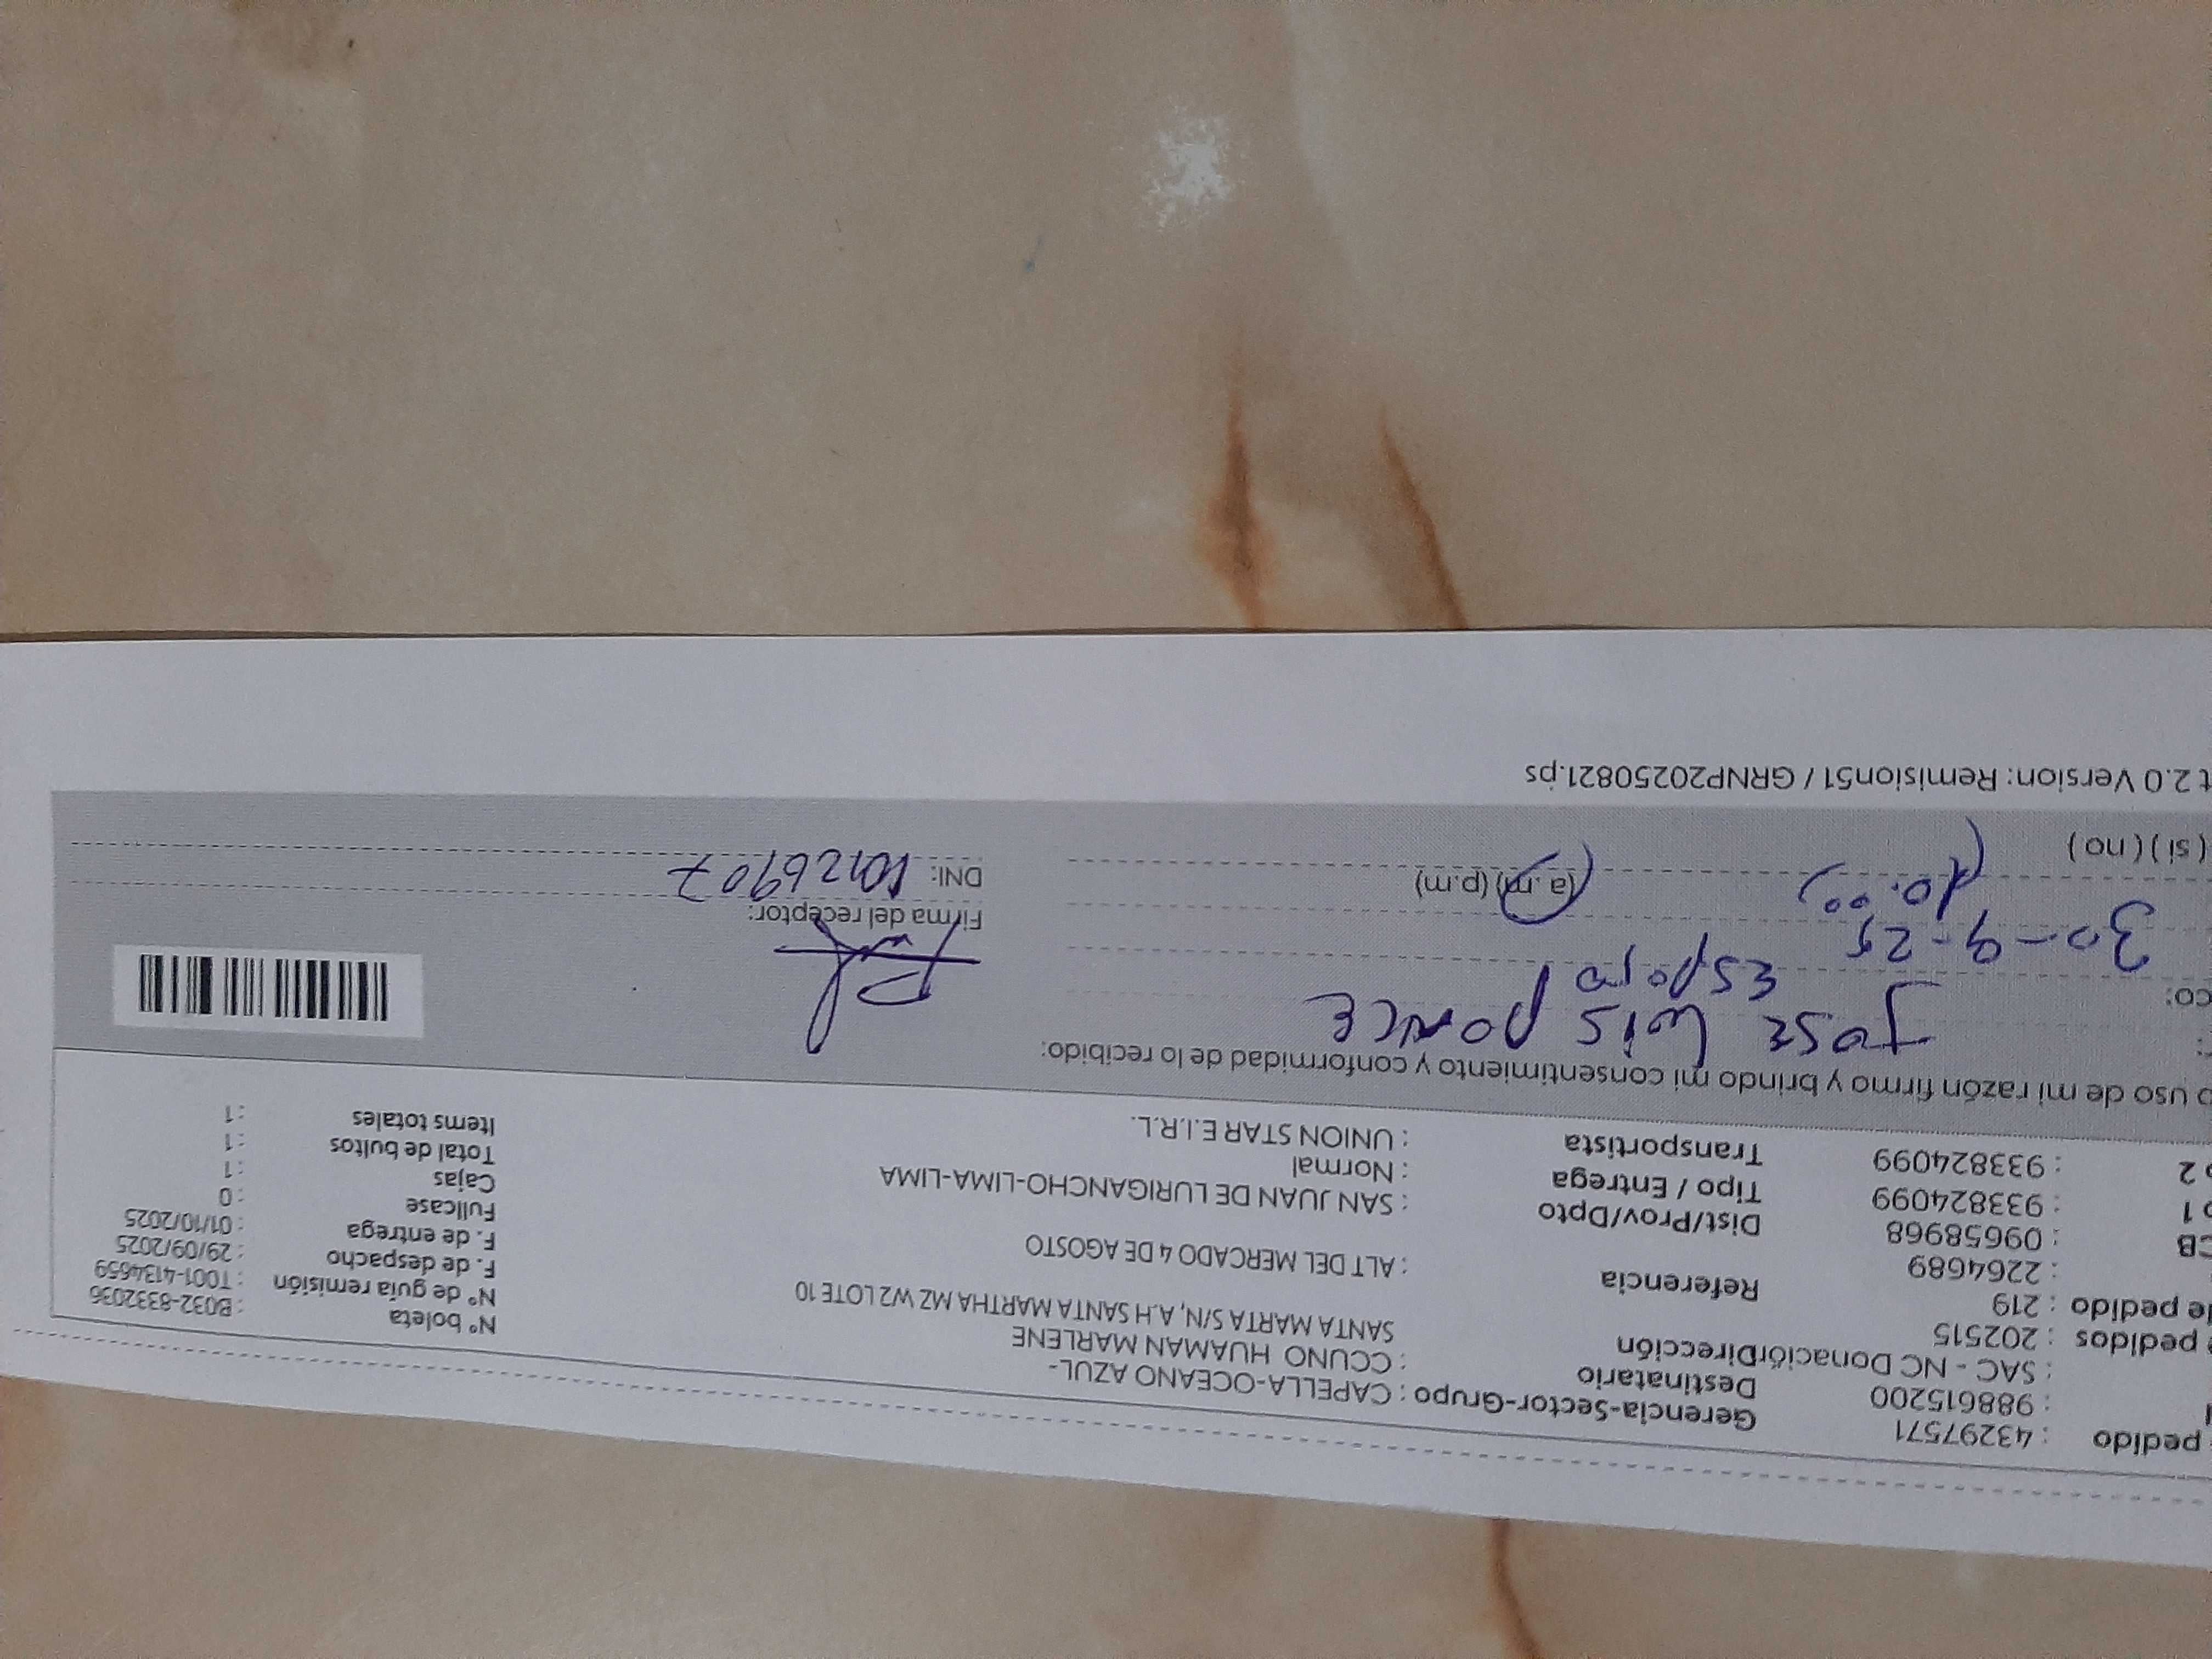 pedido : 43297571 Gerencia-Sector-Grupo : CAPELLA-OCEANO AZUL-
: 988615200 Destinatario : CCUNO HUAMAN MARLENE
: SAC - NC Donación Dirección SANTA MARTA S/N, A.H SANTA MARTHA MZ W2 LOTE 10
pedidos : 202515
de pedido : 219 Referencia : ALT DEL MERCADO 4 DE AGOSTO
: 2264689
CB : 09658968 Dist/Prov/Dpto : SAN JUAN DE LURIGANCHO-LIMA-LIMA
1 : 933824099 Tipo / Entrega : Normal
2 : 933824099 Transportista : UNION STAR E.I.R.L.
N° boleta : B032-8332036
N° de guía remisión : T001-4134659
F. de despacho : 29/09/2025
F. de entrega : 01/10/2025
Fullcase : 0
Cajas : 1
Total de bultos : 1
Items totales : 1
o uso de mi razón firmo y brindo mi consentimiento y conformidad de lo recibido:
JOSE LUIS PONCE
co: Esposo
30-9-25
10:00 (a.m) (p.m)
(si) (no)
Firma del receptor:
DNI: 10126907
t 2.0 Version: Remision51 / GRNP20250821.ps